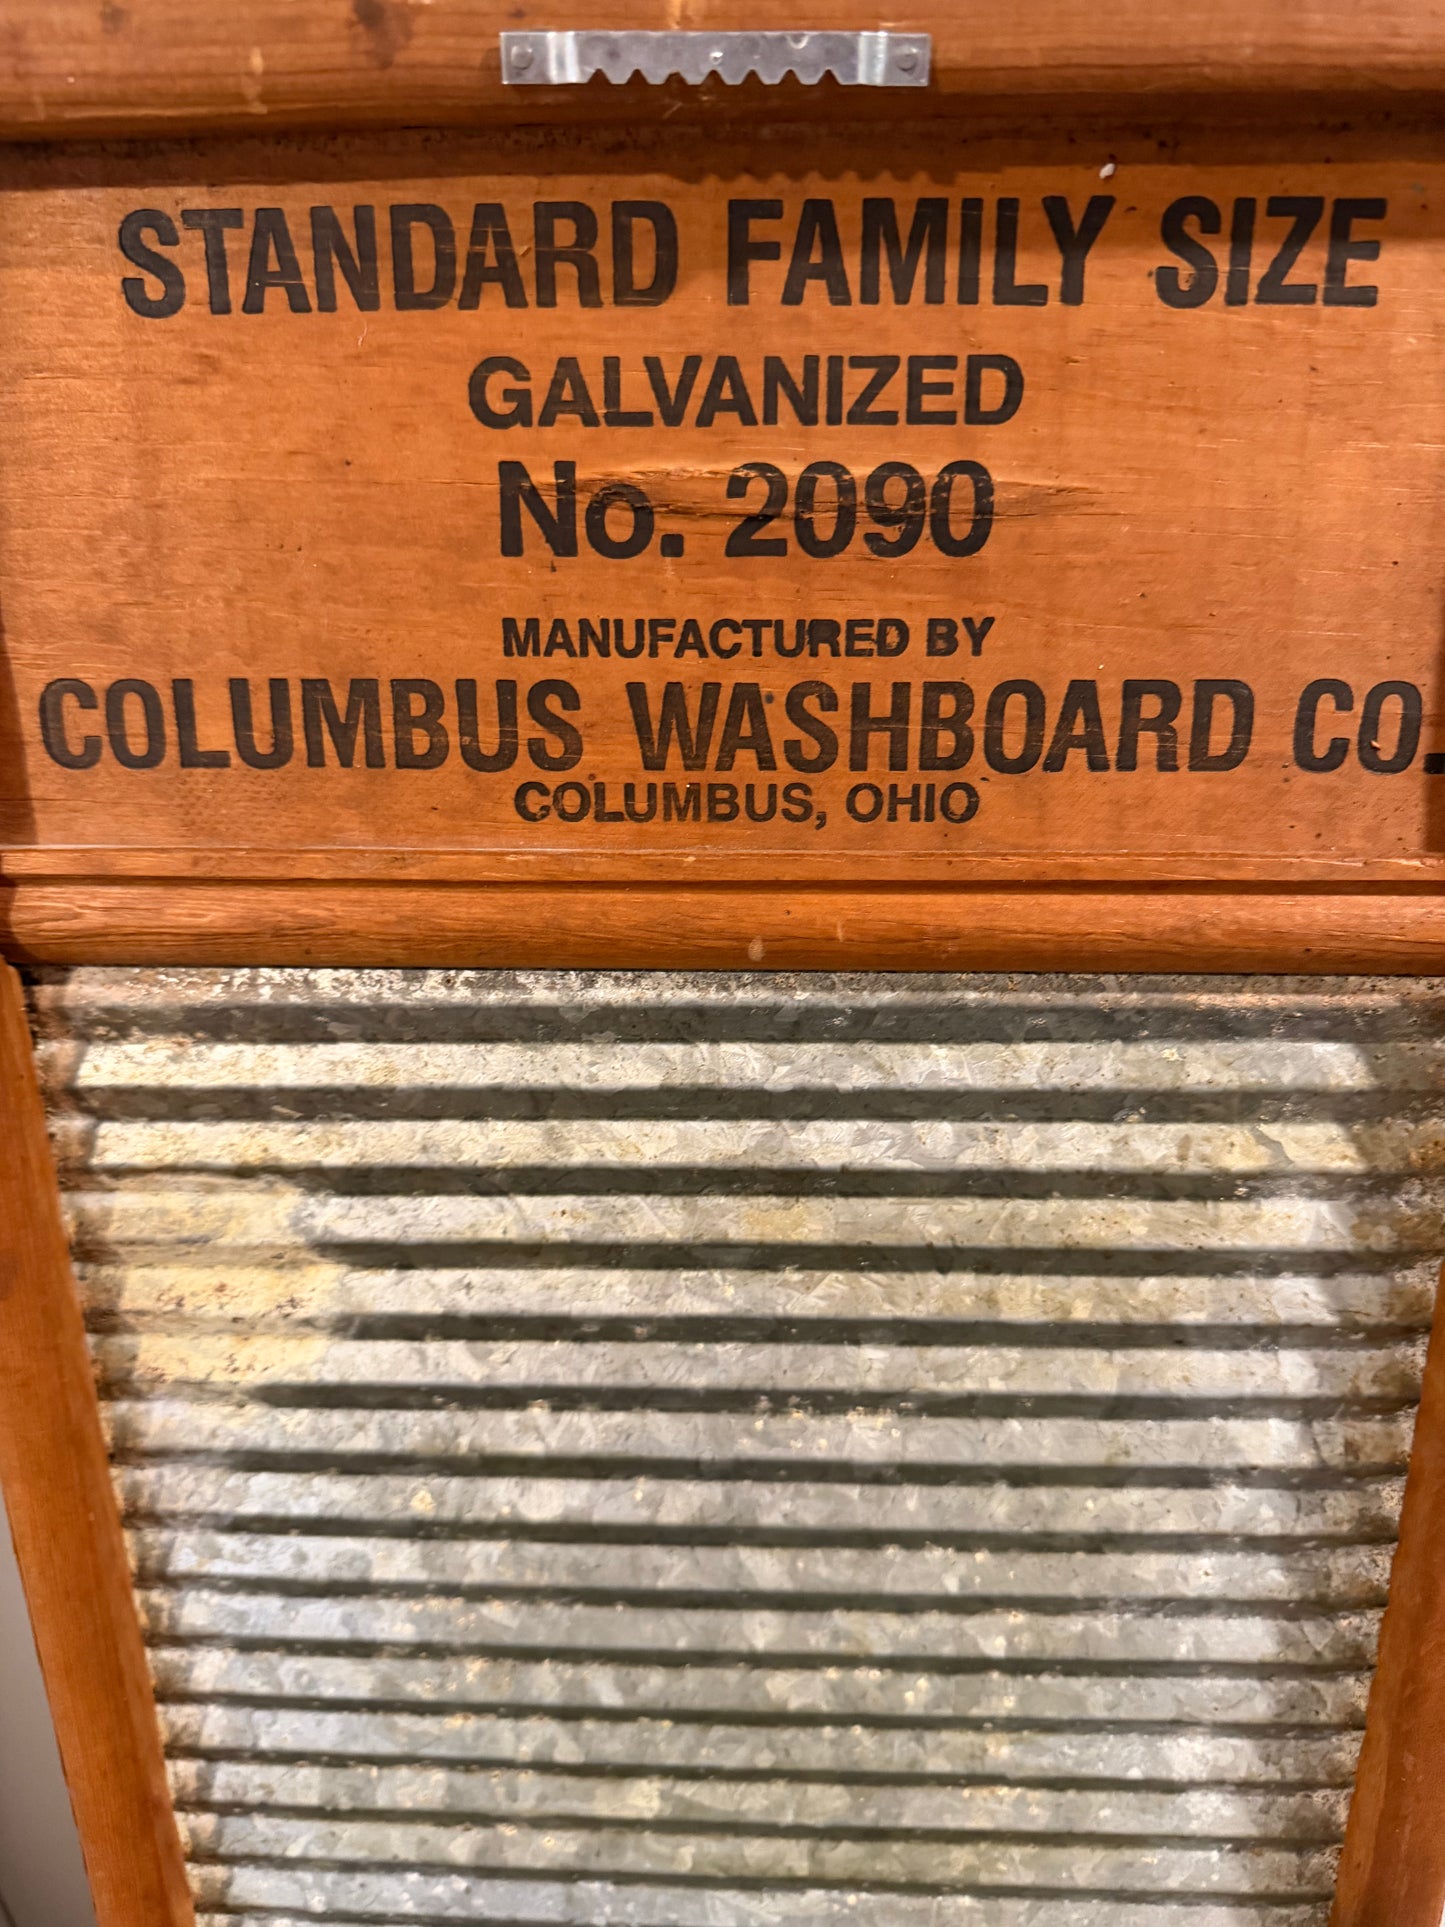 STANDARD FAMILY SIZE
GALVANIZED
No. 2090
MANUFACTURED BY
COLUMBUS WASHBOARD CO.
COLUMBUS, OHIO